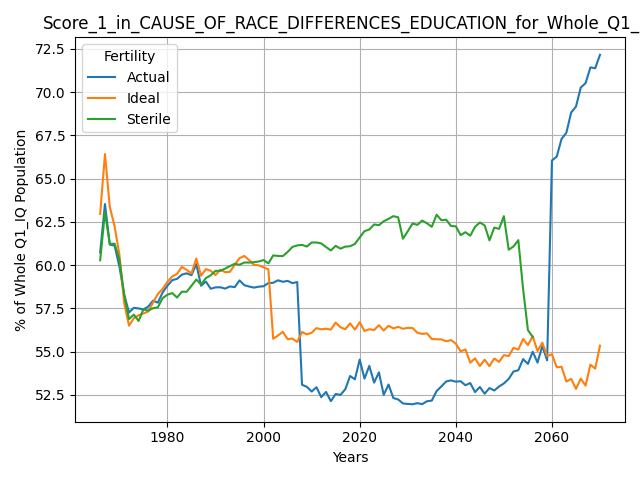 Score_1_in_CAUSE_OF_RACE_DIFFERENCES_EDUCATION_for_Whole_Q1_
Fertility
Actual
Ideal
Sterile
% of Whole Q1_IQ Population
72.5
70.0
67.5
65.0
62.5
60.0
57.5
55.0
52.5
1980 2000 2020 2040 2060
Years